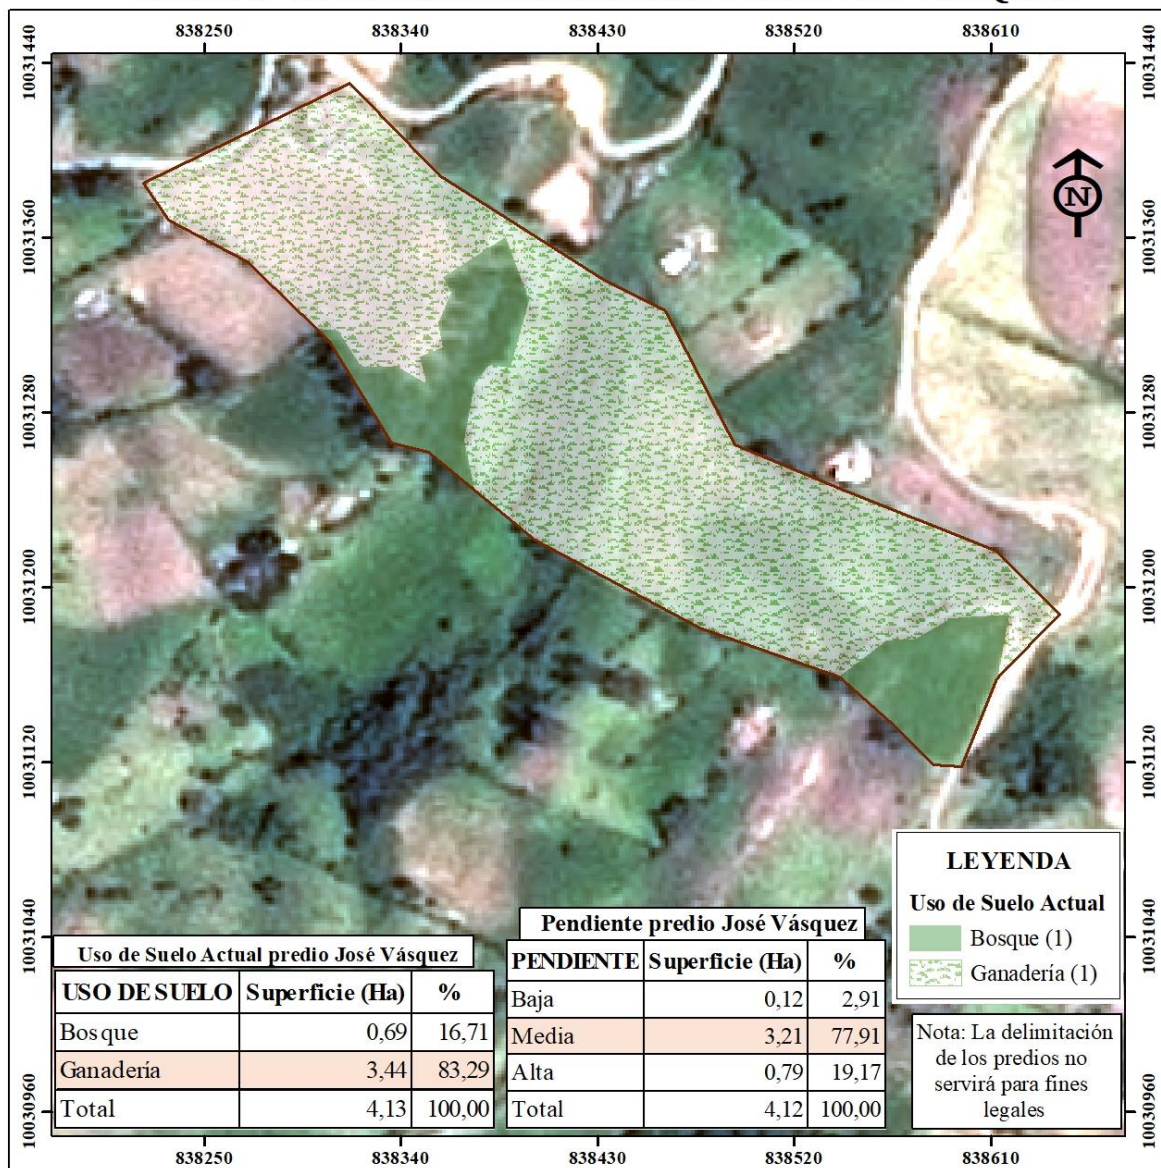 838250 838340 838430 838520 838610
10031440 10031440
N
10031360 10031360
10031280 10031280
10031200 10031200
10031120 10031120
10031040 10031040
10030960 10030960
LEYENDA
Uso de Suelo Actual
Bosque (1)
Ganadería (1)
Uso de Suelo Actual predio José Vásquez
USO DE SUELO Superficie (Ha) %
Bosque 0,69 16,71
Ganadería 3,44 83,29
Total 4,13 100,00
Pendiente predio José Vásquez
PENDIENTE Superficie (Ha) %
Baja 0,12 2,91
Media 3,21 77,91
Alta 0,79 19,17
Total 4,12 100,00
Nota: La delimitación
de los predios no
servirá para fines
legales
838250 838340 838430 838520 838610